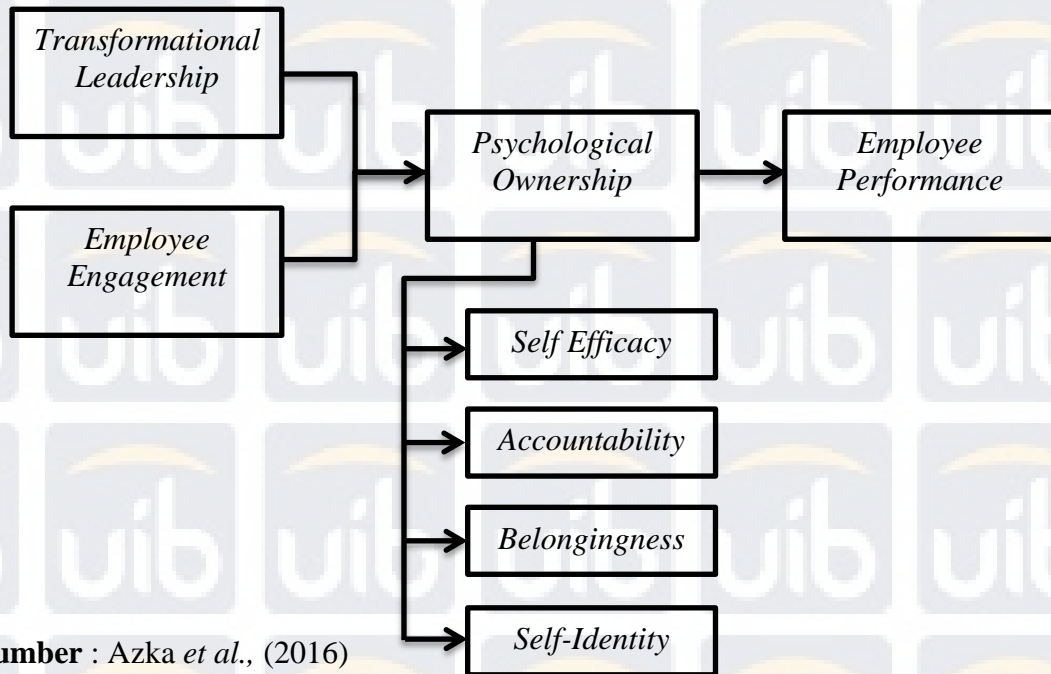 Transformational
Leadership
Psychological
Ownership
Employee
Performance
Employee
Engagement
Self Efficacy
Accountability
Belongingness
Self-Identity
umber : Azka et al., (2016)
uib